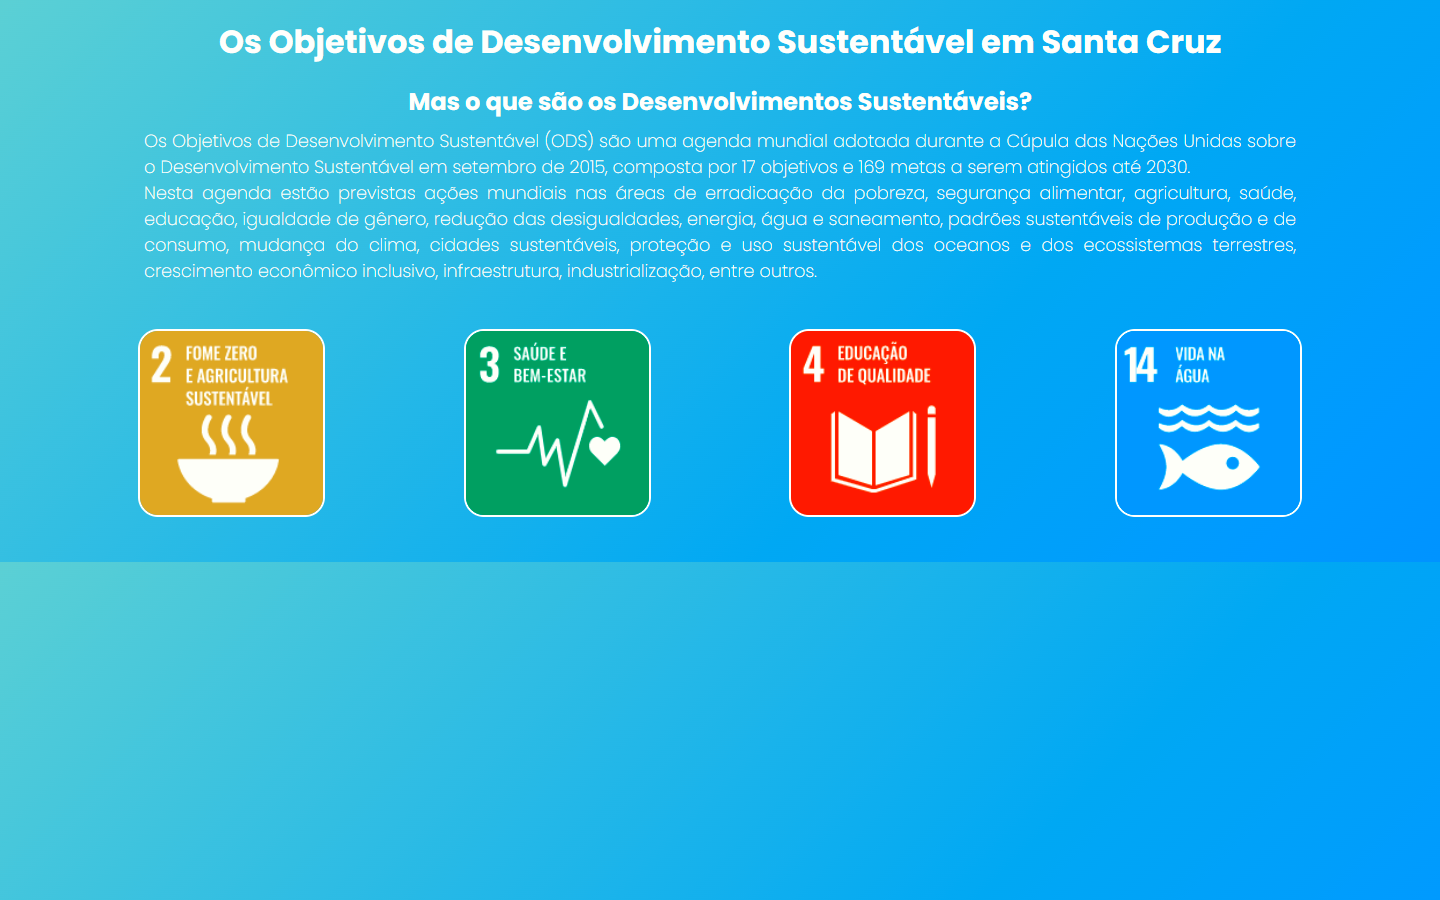 Os Objetivos de Desenvolvimento Sustentável em Santa Cruz
Mas o que são os Desenvolvimentos Sustentáveis?
Os Objetivos de Desenvolvimento Sustentável (ODS) são uma agenda mundial adotada durante a Cúpula das Nações Unidas sobre
o Desenvolvimento Sustentável em setembro de 2015, composta por 17 objetivos e 169 metas a serem atingidos até 2030.
Nesta agenda estão previstas ações mundiais nas áreas de erradicação da pobreza, segurança alimentar, agricultura, saúde,
educação, igualdade de gênero, redução das desigualdades, energia, água e saneamento, padrões sustentáveis de produção e de
consumo, mudança do clima, cidades sustentáveis, proteção e uso sustentável dos oceanos e dos ecossistemas terrestres,
crescimento econômico inclusivo, infraestrutura, industrialização, entre outros.
2 FOME ZERO
E AGRICULTURA
SUSTENTÁVEL
3 SAÚDE E
BEM-ESTAR
4 EDUCAÇÃO
DE QUALIDADE
14 VIDA NA
ÁGUA